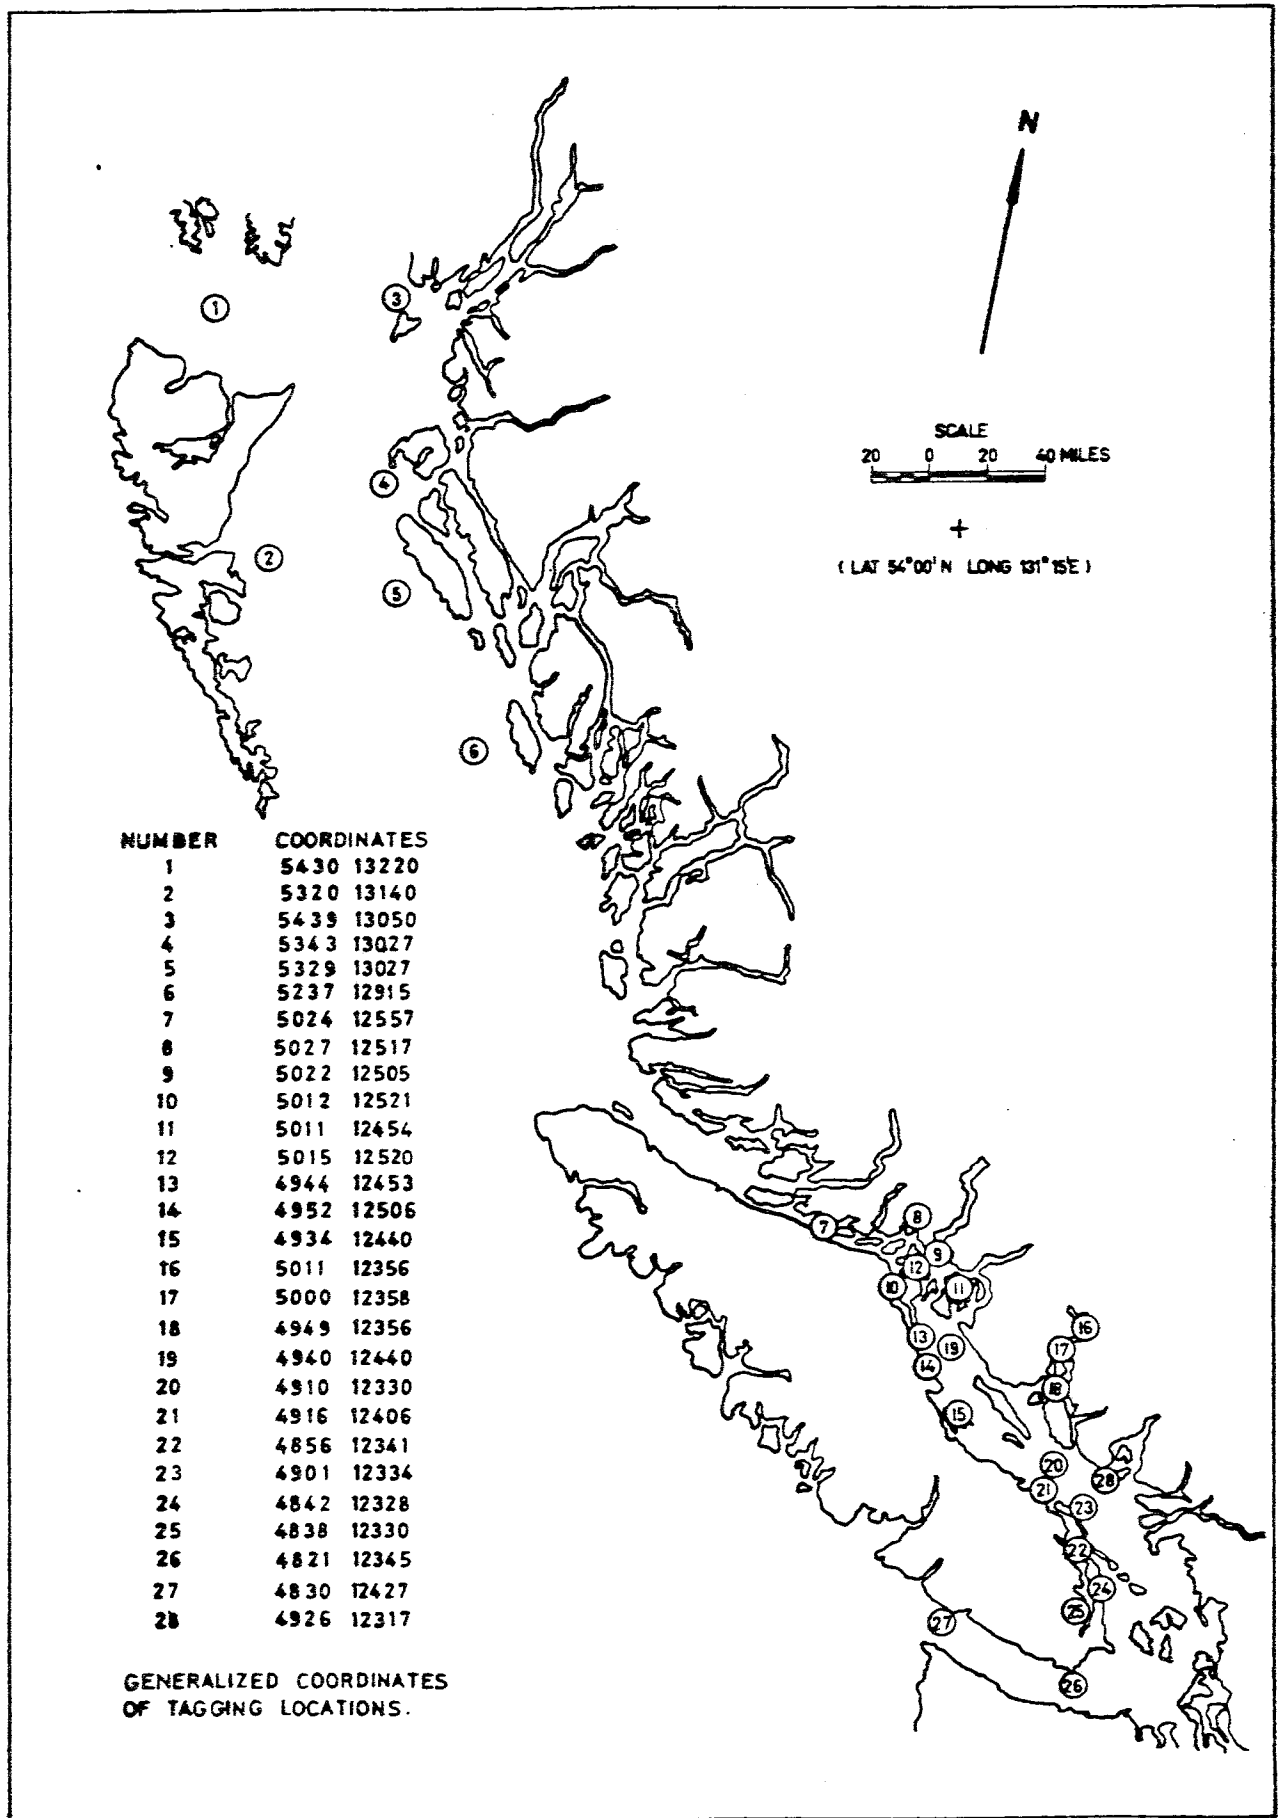 N
1
3
SCALE
20 0 20 40 MILES
4
+
( LAT 54°00' N LONG 131° 15'E )
2
5
6
NUMBER COORDINATES
1 5430 13220
2 5320 13140
3 5439 13050
4 5343 13027
5 5329 13027
6 5237 12915
7 5024 12557
8 5027 12517
9 5022 12505
10 5012 12521
11 5011 12454
12 5015 12520
13 4944 12453
14 4952 12506
15 4934 12440
16 5011 12356
17 5000 12358
18 4949 12356
19 4940 12440
20 4910 12330
21 4916 12406
22 4856 12341
23 4901 12334
24 4842 12328
25 4838 12330
26 4821 12345
27 4830 12427
28 4926 12317
GENERALIZED COORDINATES
OF TAGGING LOCATIONS.
8
7
9
12
10
11
16
13
19
17
14
18
15
20
28
21
23
22
24
25
27
26